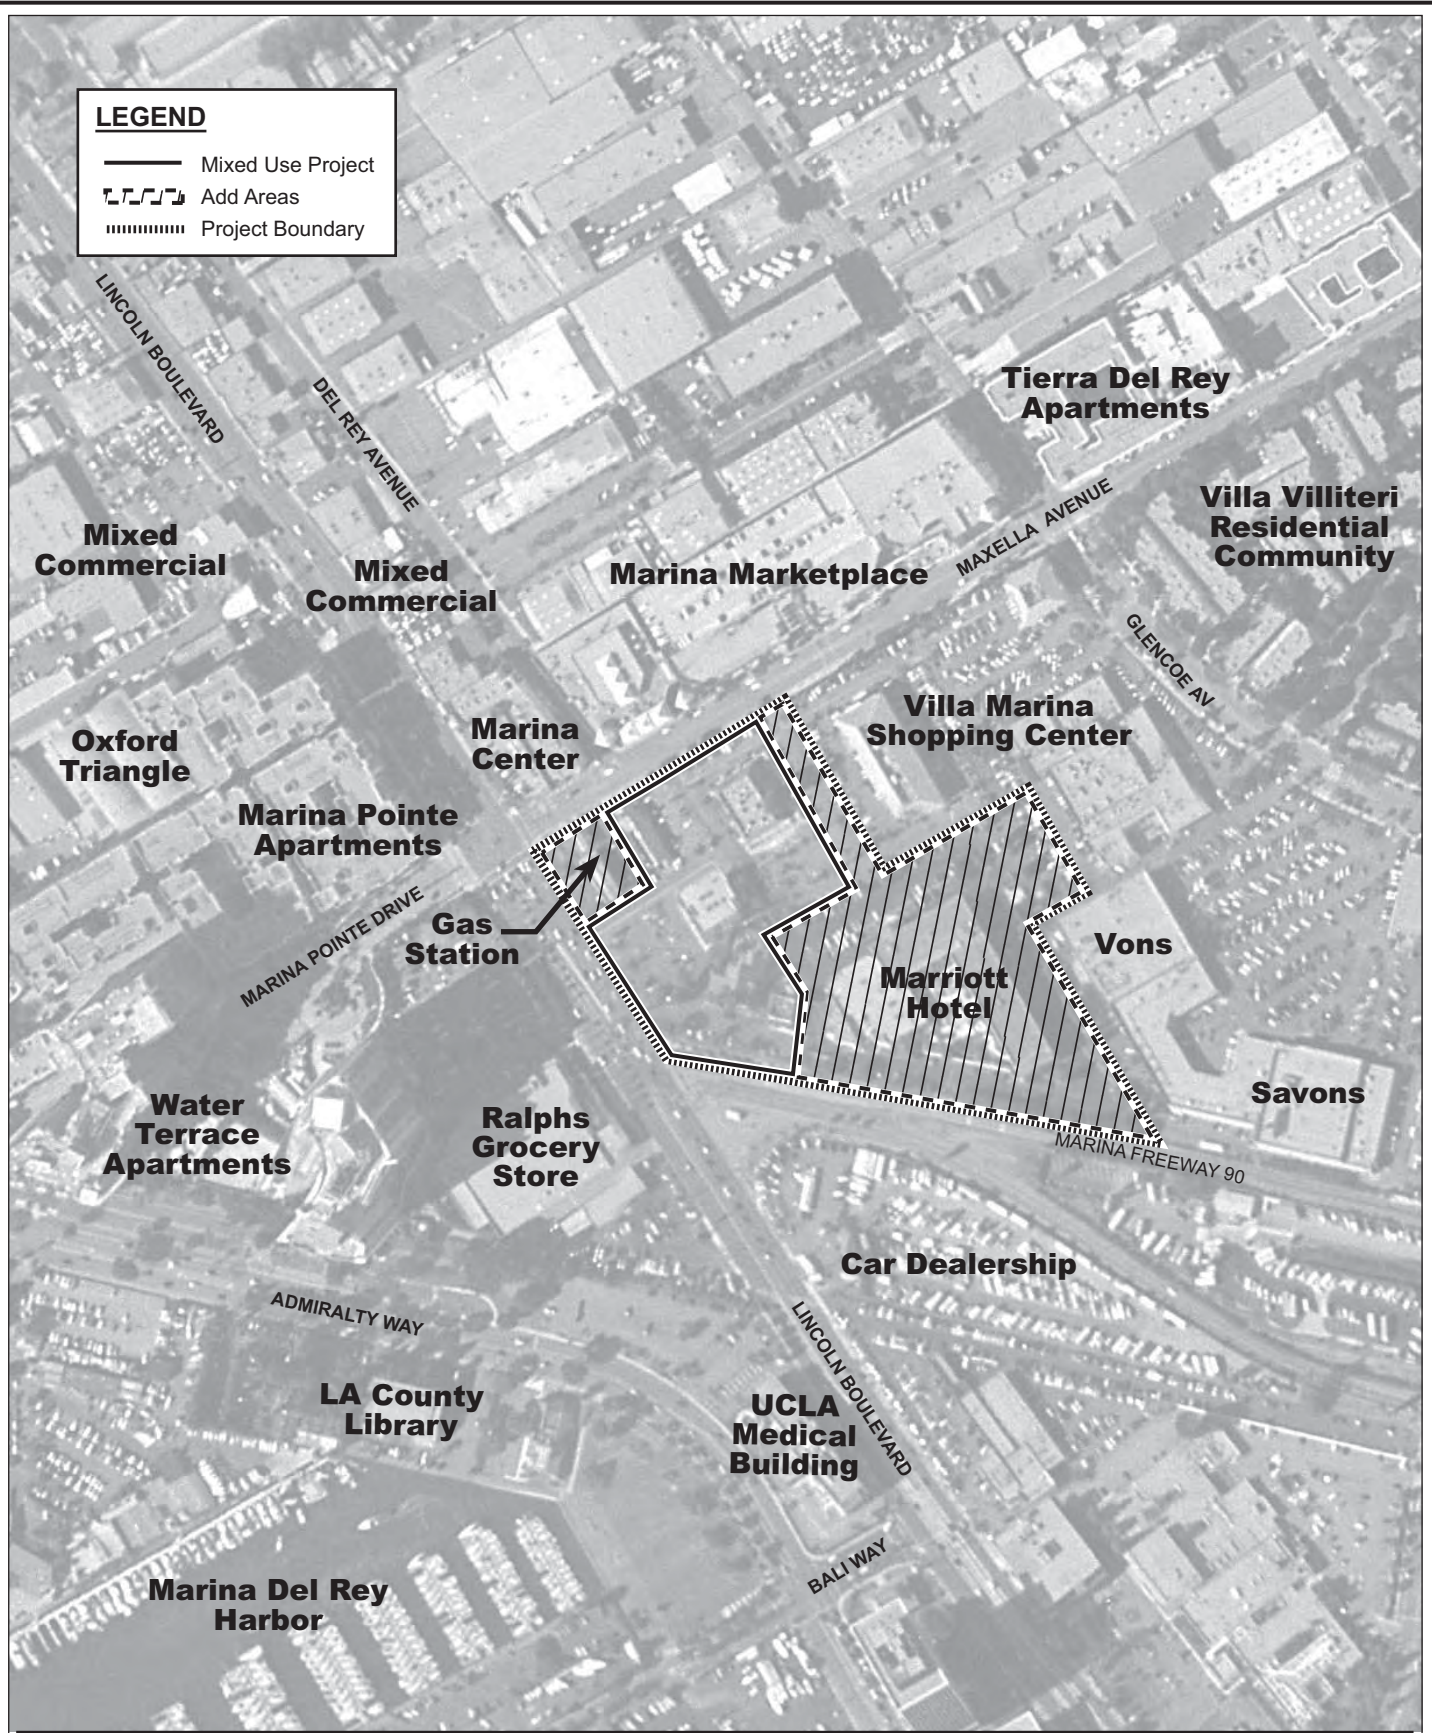 LEGEND
Mixed Use Project
Add Areas
Project Boundary
LINCOLN BOULEVARD
DEL REY AVENUE
Tierra Del Rey
Apartments
MAXELLA AVENUE
Villa Villiteri
Residential
Community
Mixed
Commercial
Mixed
Commercial
Marina Marketplace
GLENCOE AV
Villa Marina
Shopping Center
Marina
Center
Oxford
Triangle
Marina Pointe
Apartments
MARINA POINTE DRIVE
Gas
Station
Vons
Marriott
Hotel
Savons
Water
Terrace
Apartments
Ralphs
Grocery
Store
MARINA FREEWAY 90
Car Dealership
ADMIRALTY WAY
LINCOLN BOULEVARD
LA County
Library
UCLA
Medical
Building
BALI WAY
Marina Del Rey
Harbor